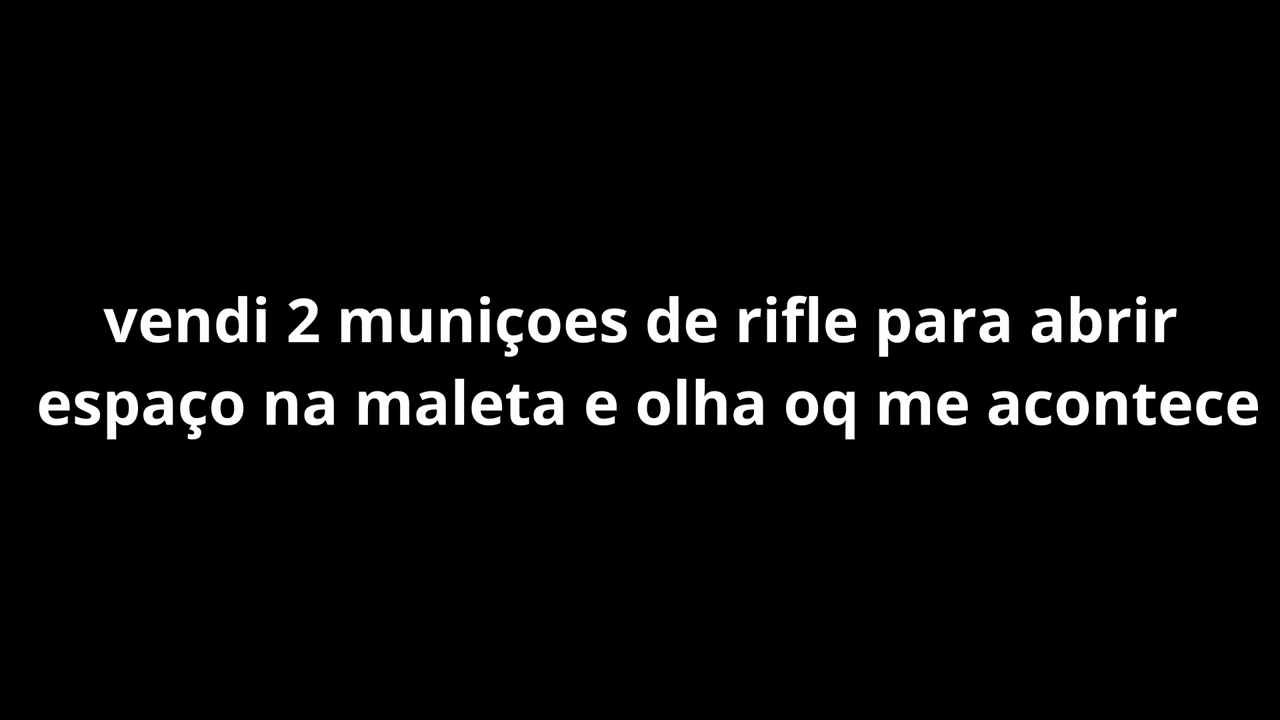 vendi 2 muniçoes de rifle para abrir
espaço na maleta e olha oq me acontece